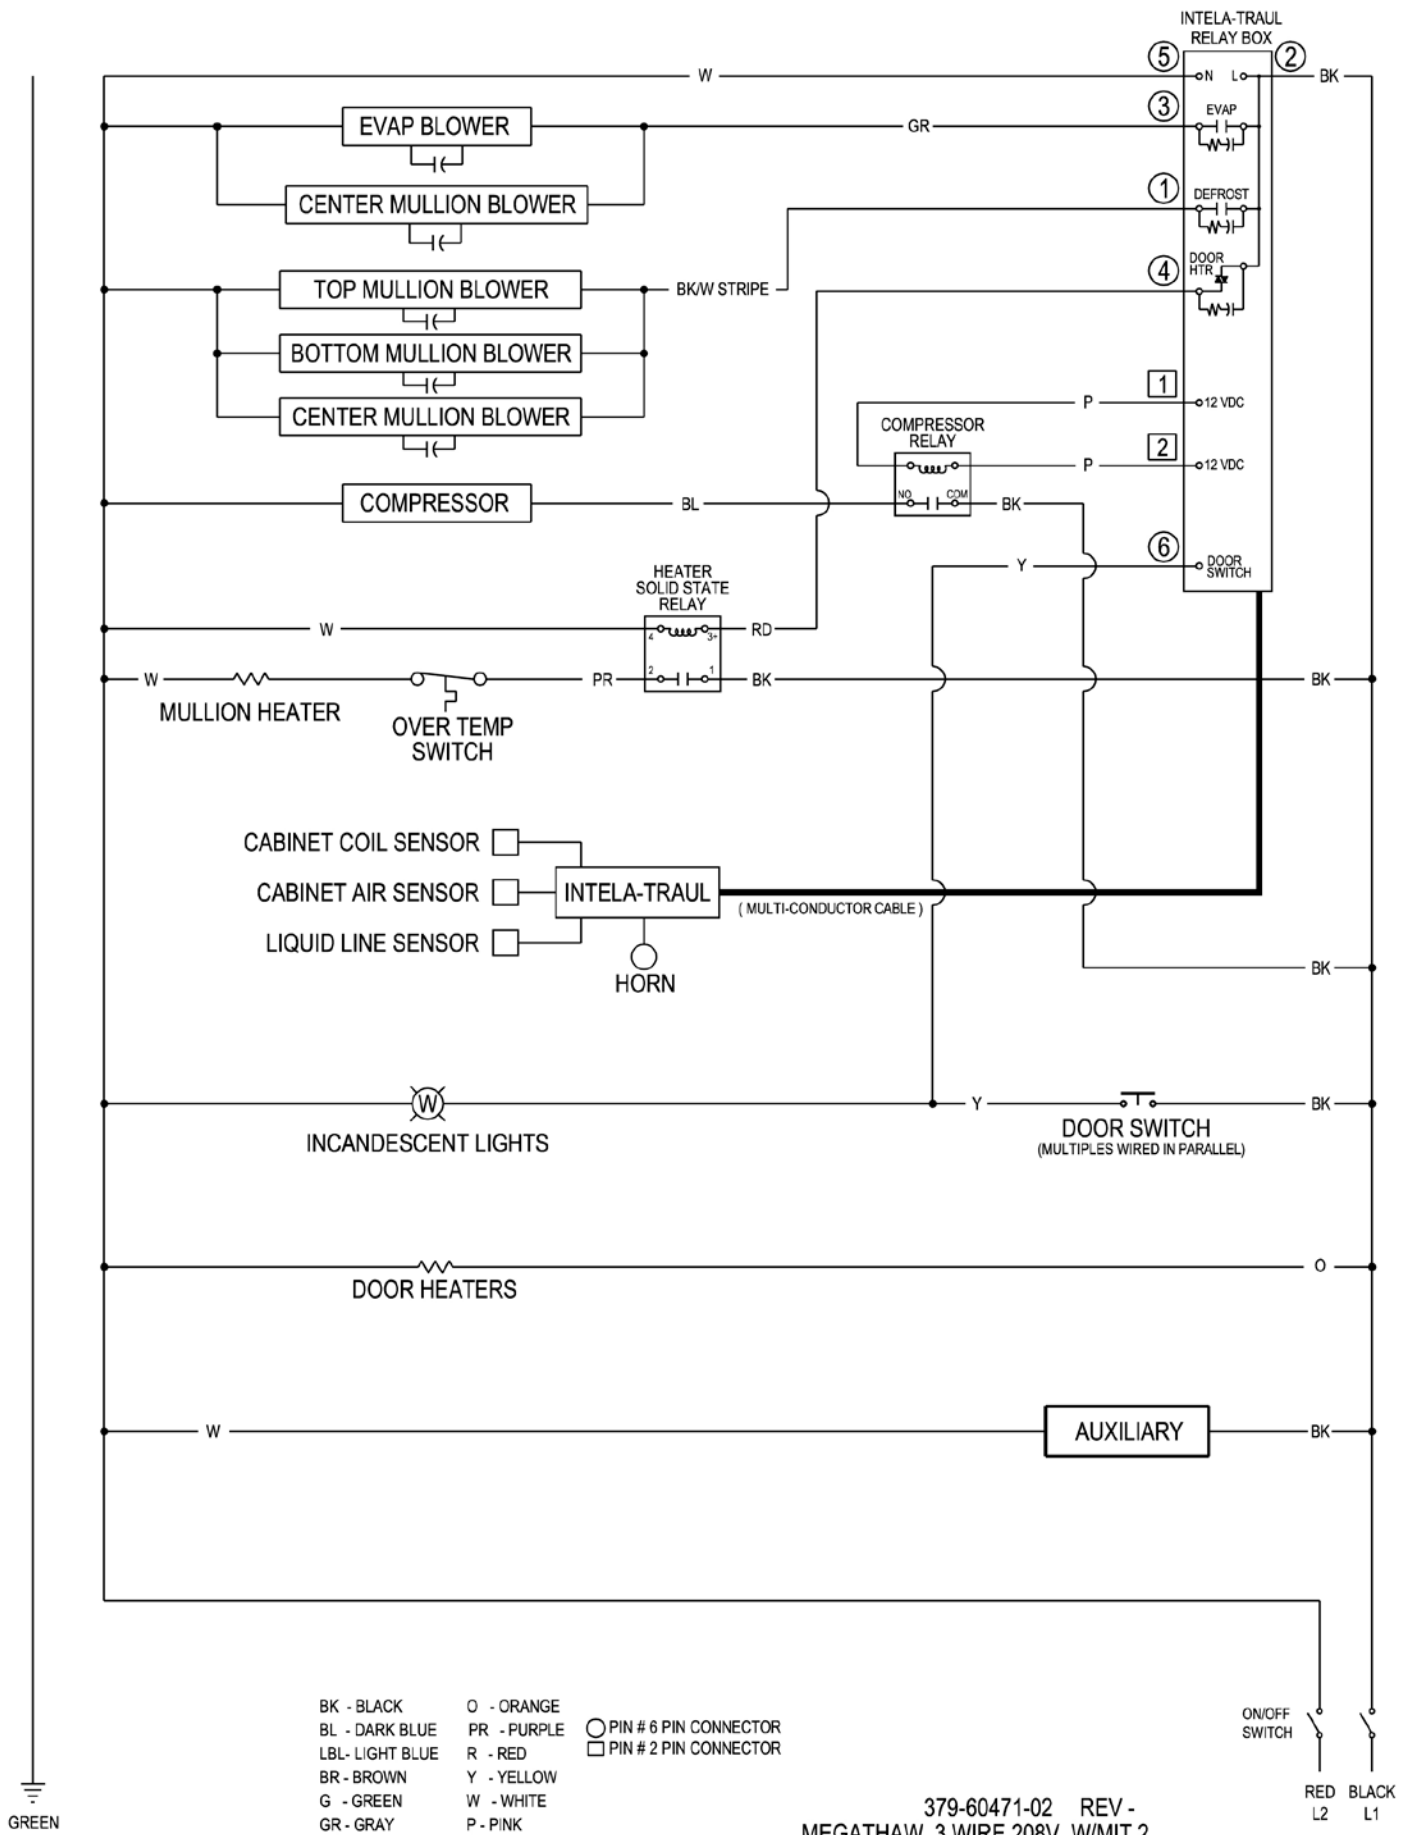 INTELA-TRAUL
RELAY BOX
5
2
W
N
L
BK
3
EVAP
EVAP BLOWER
GR
CENTER MULLION BLOWER
1
DEFROST
4
DOOR
HTR
TOP MULLION BLOWER
BK/W STRIPE
BOTTOM MULLION BLOWER
CENTER MULLION BLOWER
1
P
12 VDC
COMPRESSOR
RELAY
2
P
12 VDC
COMPRESSOR
BL
NO
COM
BK
6
DOOR
SWITCH
Y
HEATER
SOLID STATE
RELAY
W
4
3+
RD
W
PR
2
1
BK
BK
MULLION HEATER
OVER TEMP
SWITCH
CABINET COIL SENSOR
CABINET AIR SENSOR
INTELA-TRAUL
( MULTI-CONDUCTOR CABLE )
LIQUID LINE SENSOR
HORN
BK
W
Y
BK
INCANDESCENT LIGHTS
DOOR SWITCH
(MULTIPLES WIRED IN PARALLEL)
O
DOOR HEATERS
W
AUXILIARY
BK
BK - BLACK
BL - DARK BLUE
LBL- LIGHT BLUE
BR - BROWN
G - GREEN
GR - GRAY
O - ORANGE
PR - PURPLE
R - RED
Y - YELLOW
W - WHITE
P - PINK
PIN # 6 PIN CONNECTOR
PIN # 2 PIN CONNECTOR
ON/OFF
SWITCH
RED
L2
BLACK
L1
GREEN
379-60471-02 REV -
MEGATHAW, 3 WIRE 208V, W/MIT 2